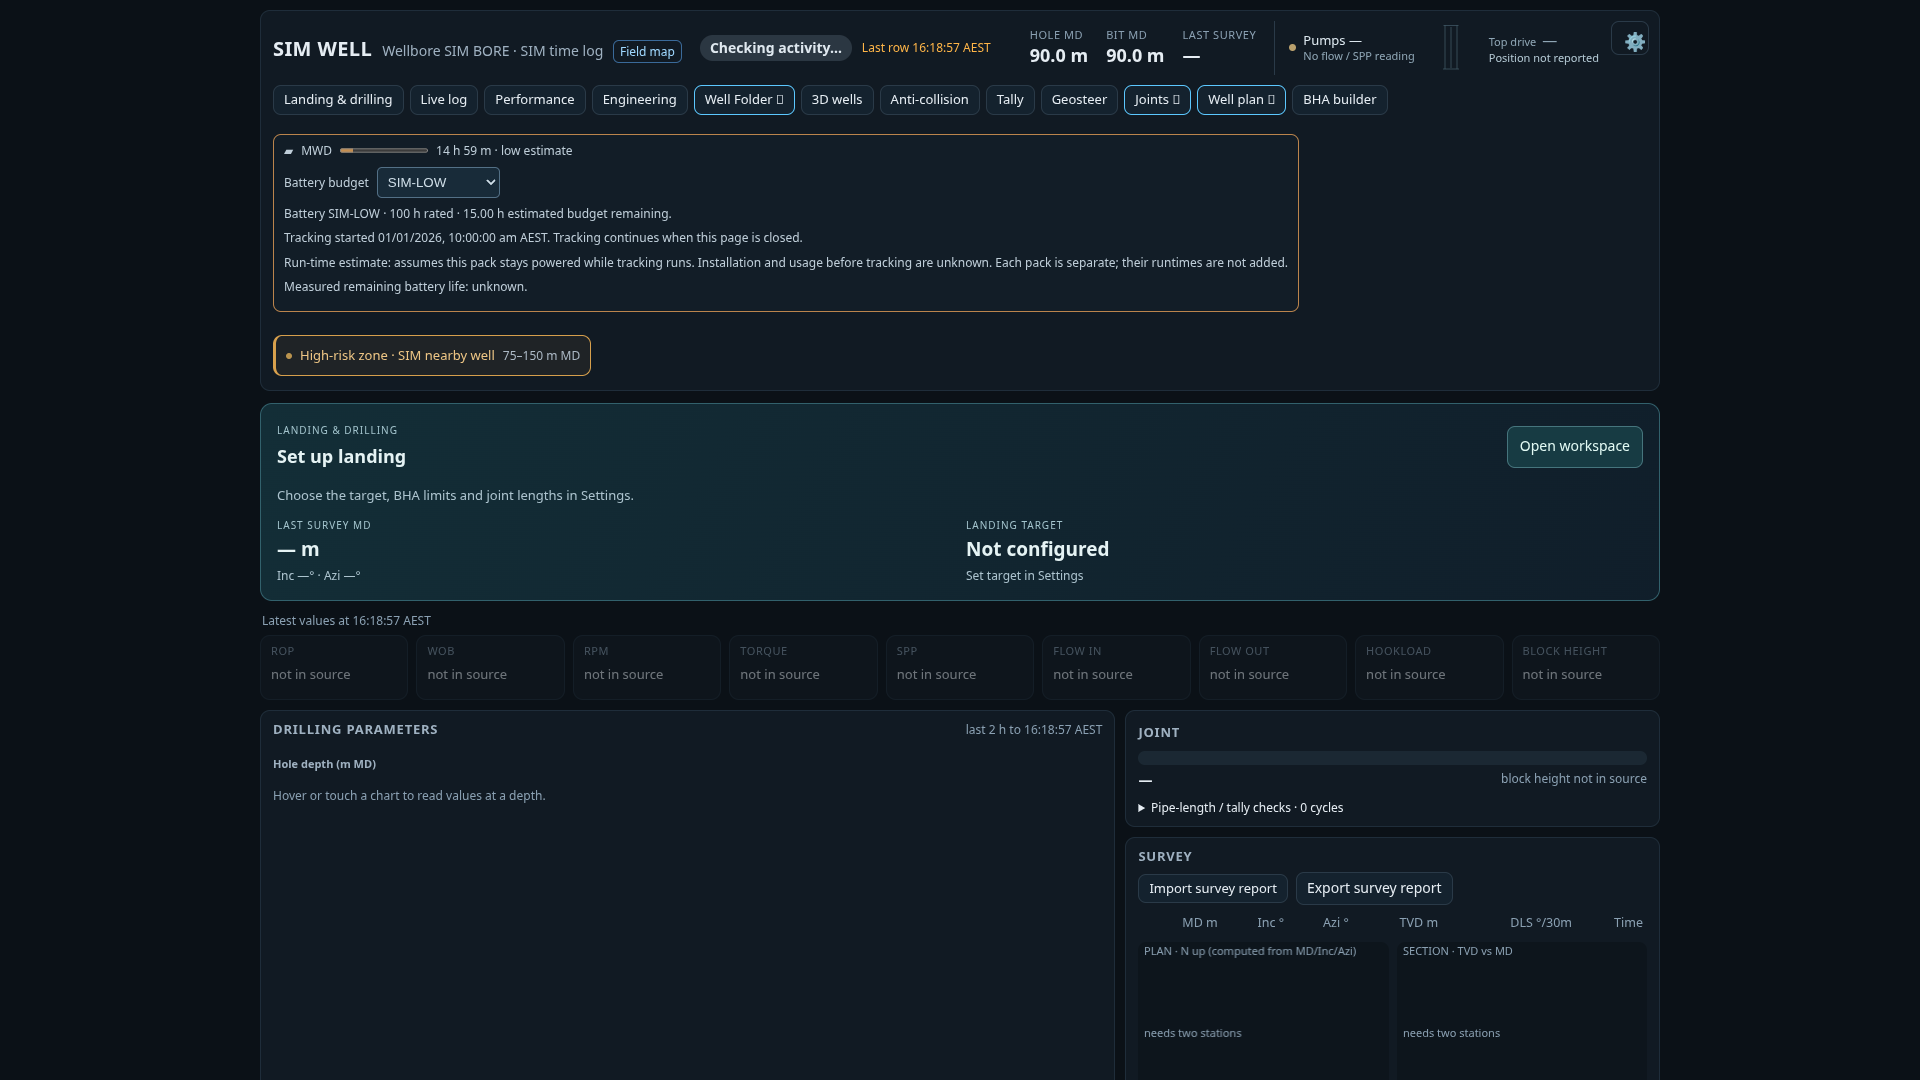 SIM WELL Wellbore SIM BORE · SIM time log Field map Checking activity... Last row 16:18:57 AEST
HOLE MD BIT MD LAST SURVEY
90.0 m 90.0 m —
Pumps —
No flow / SPP reading
Top drive —
Position not reported
Landing & drilling Live log Performance Engineering Well Folder 3D wells Anti-collision Tally Geosteer Joints Well plan BHA builder
MWD 14 h 59 m · low estimate
Battery budget SIM-LOW
Battery SIM-LOW · 100 h rated · 15.00 h estimated budget remaining.
Tracking started 01/01/2026, 10:00:00 am AEST. Tracking continues when this page is closed.
Run-time estimate: assumes this pack stays powered while tracking runs. Installation and usage before tracking are unknown. Each pack is separate; their runtimes are not added.
Measured remaining battery life: unknown.
High-risk zone · SIM nearby well 75–150 m MD
LANDING & DRILLING
Set up landing
Open workspace
Choose the target, BHA limits and joint lengths in Settings.
LAST SURVEY MD
— m
Inc —° · Azi —°
LANDING TARGET
Not configured
Set target in Settings
Latest values at 16:18:57 AEST
ROP WOB RPM TORQUE SPP FLOW IN FLOW OUT HOOKLOAD BLOCK HEIGHT
not in source not in source not in source not in source not in source not in source not in source not in source not in source
DRILLING PARAMETERS last 2 h to 16:18:57 AEST
Hole depth (m MD)
Hover or touch a chart to read values at a depth.
JOINT
— block height not in source
Pipe-length / tally checks · 0 cycles
SURVEY
Import survey report Export survey report
MD m Inc ° Azi ° TVD m DLS °/30m Time
PLAN · N up (computed from MD/Inc/Azi) SECTION · TVD vs MD
needs two stations needs two stations